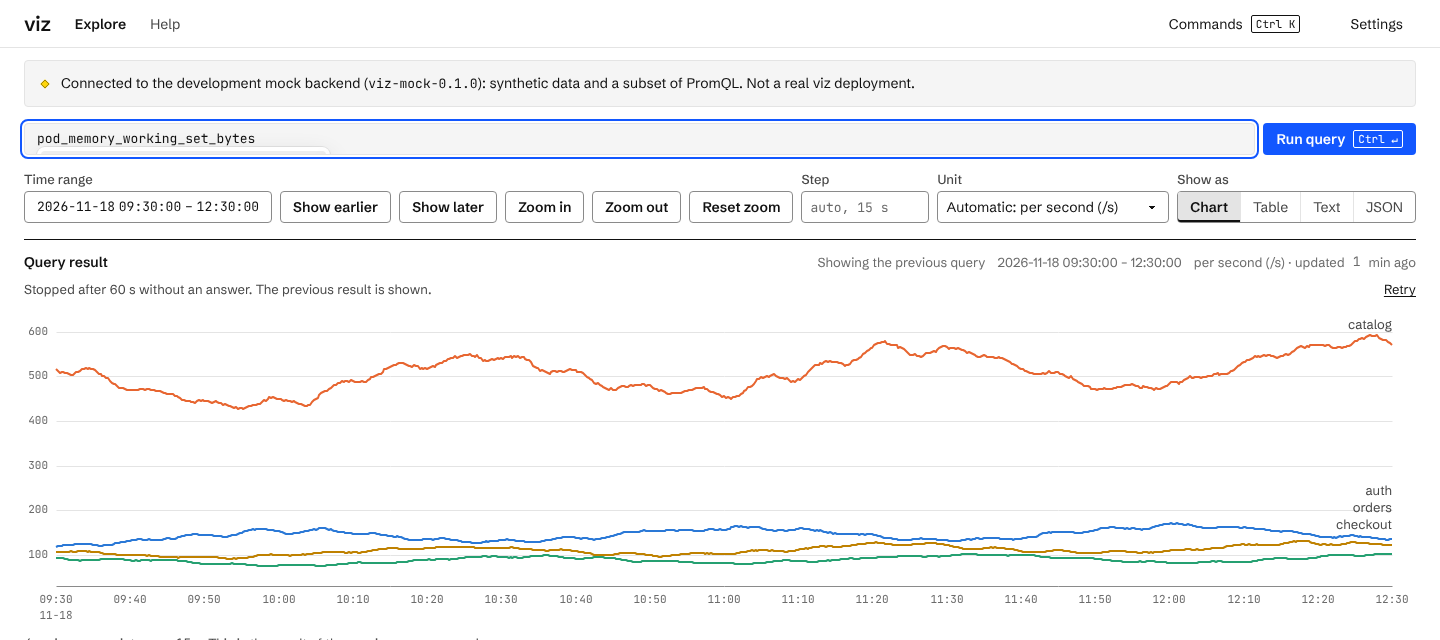 viz Explore Help Commands Ctrl K Settings
Connected to the development mock backend (viz-mock-0.1.0): synthetic data and a subset of PromQL. Not a real viz deployment.
pod_memory_working_set_bytes Run query Ctrl ↵
Time range Step Unit Show as
2026-11-18 09:30:00 – 12:30:00 Show earlier Show later Zoom in Zoom out Reset zoom auto, 15 s Automatic: per second (/s) Chart Table Text JSON
Query result Showing the previous query 2026-11-18 09:30:00 – 12:30:00 per second (/s) · updated 1 min ago
Stopped after 60 s without an answer. The previous result is shown. Retry
catalog
600
500
400
300
auth
200 orders
checkout
100
09:30 09:40 09:50 10:00 10:10 10:20 10:30 10:40 10:50 11:00 11:10 11:20 11:30 11:40 11:50 12:00 12:10 12:20 12:30
11-18